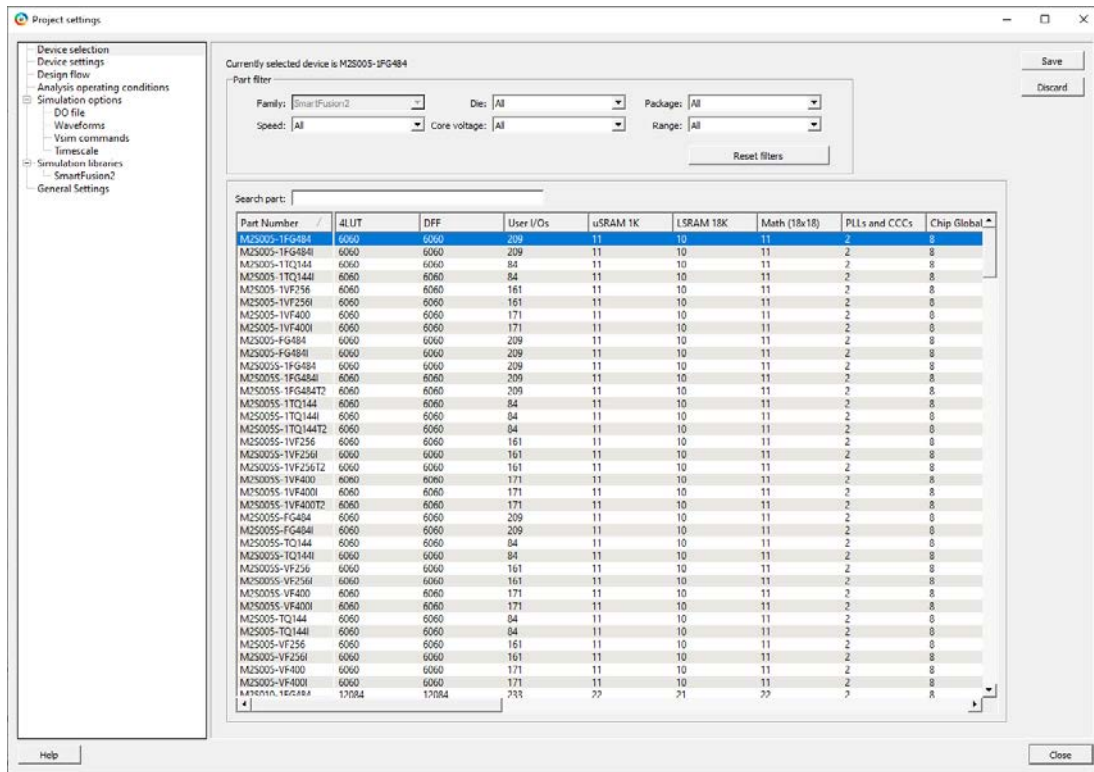 Project settings
Device selection
Device settings
Design flow
Analysis operating conditions
Simulation options
DO file
Waveforms
Vsim commands
Timescale
Simulation libraries
SmartFusion2
General Settings
Currently selected device is M2S005-1FG484
Save
Discard
Part filter
Family: SmartFusion2 Die: All Package: All
Speed: All Core voltage: All Range: All
Reset filters
Search part:
Part Number 4LUT DFF User I/Os uSRAM 1K LSRAM 18K Math (18x18) PLLs and CCCs Chip Global
M2S005-1FG484 6060 6060 209 11 10 11 2 8
M2S005-1FG484I 6060 6060 209 11 10 11 2 8
M2S005-1TQ144 6060 6060 84 11 10 11 2 8
M2S005-1TQ144I 6060 6060 84 11 10 11 2 8
M2S005-1VF256 6060 6060 161 11 10 11 2 8
M2S005-1VF256I 6060 6060 161 11 10 11 2 8
M2S005-1VF400 6060 6060 171 11 10 11 2 8
M2S005-1VF400I 6060 6060 171 11 10 11 2 8
M2S005-FG484 6060 6060 209 11 10 11 2 8
M2S005-FG484I 6060 6060 209 11 10 11 2 8
M2S005S-1FG484 6060 6060 209 11 10 11 2 8
M2S005S-1FG484I 6060 6060 209 11 10 11 2 8
M2S005S-1FG484T2 6060 6060 209 11 10 11 2 8
M2S005S-1TQ144 6060 6060 84 11 10 11 2 8
M2S005S-1TQ144I 6060 6060 84 11 10 11 2 8
M2S005S-1TQ144T2 6060 6060 84 11 10 11 2 8
M2S005S-1VF256 6060 6060 161 11 10 11 2 8
M2S005S-1VF256I 6060 6060 161 11 10 11 2 8
M2S005S-1VF256T2 6060 6060 161 11 10 11 2 8
M2S005S-1VF400 6060 6060 171 11 10 11 2 8
M2S005S-1VF400I 6060 6060 171 11 10 11 2 8
M2S005S-1VF400T2 6060 6060 171 11 10 11 2 8
M2S005S-FG484 6060 6060 209 11 10 11 2 8
M2S005S-FG484I 6060 6060 209 11 10 11 2 8
M2S005S-TQ144 6060 6060 84 11 10 11 2 8
M2S005S-TQ144I 6060 6060 84 11 10 11 2 8
M2S005S-VF256 6060 6060 161 11 10 11 2 8
M2S005S-VF256I 6060 6060 161 11 10 11 2 8
M2S005S-VF400 6060 6060 171 11 10 11 2 8
M2S005S-VF400I 6060 6060 171 11 10 11 2 8
M2S005-TQ144 6060 6060 84 11 10 11 2 8
M2S005-TQ144I 6060 6060 84 11 10 11 2 8
M2S005-VF256 6060 6060 161 11 10 11 2 8
M2S005-VF256I 6060 6060 161 11 10 11 2 8
M2S005-VF400 6060 6060 171 11 10 11 2 8
M2S005-VF400I 6060 6060 171 11 10 11 2 8
M2S010-1FG484 12084 12084 233 22 21 22 2 8
Help
Close